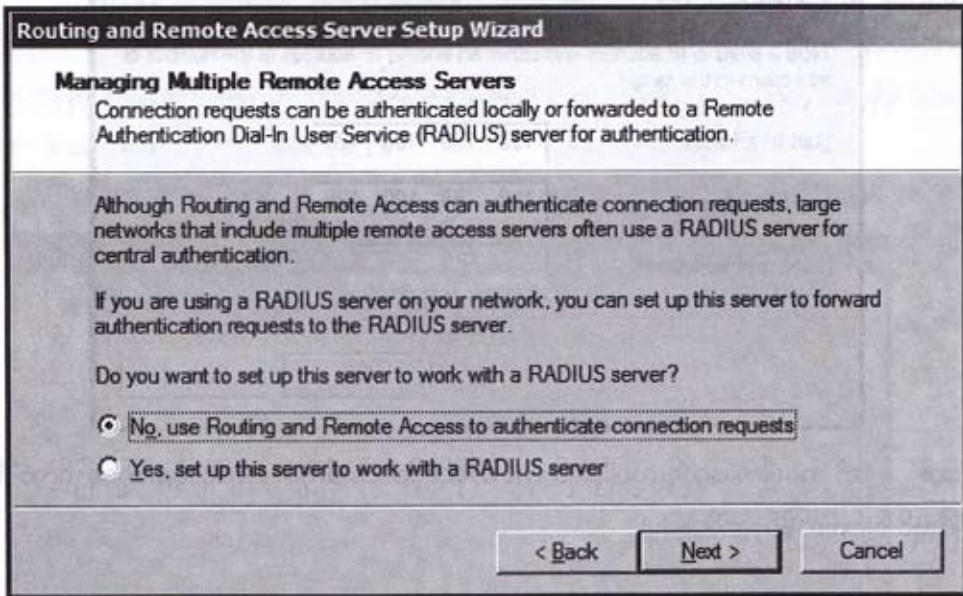 Routing and Remote Access Server Setup Wizard
Managing Multiple Remote Access Servers
Connection requests can be authenticated locally or forwarded to a Remote
Authentication Dial-In User Service (RADIUS) server for authentication.
Although Routing and Remote Access can authenticate connection requests, large
networks that include multiple remote access servers often use a RADIUS server for
central authentication.
If you are using a RADIUS server on your network, you can set up this server to forward
authentication requests to the RADIUS server.
Do you want to set up this server to work with a RADIUS server?
No, use Routing and Remote Access to authenticate connection requests
Yes, set up this server to work with a RADIUS server
< Back Next > Cancel